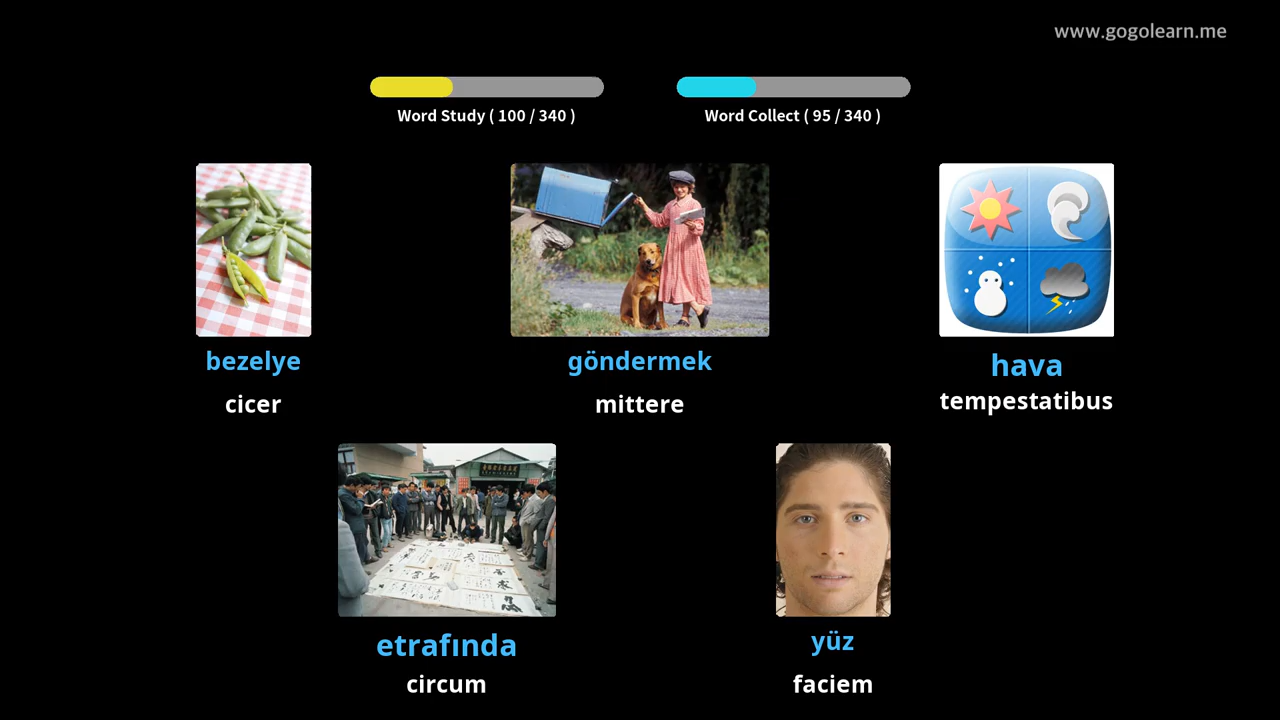 www.gogolearn.me
Word Study ( 100 / 340 )
Word Collect ( 95 / 340 )
bezelye
cicer
göndermek
mittere
hava
tempestatibus
etrafında
circum
yüz
faciem